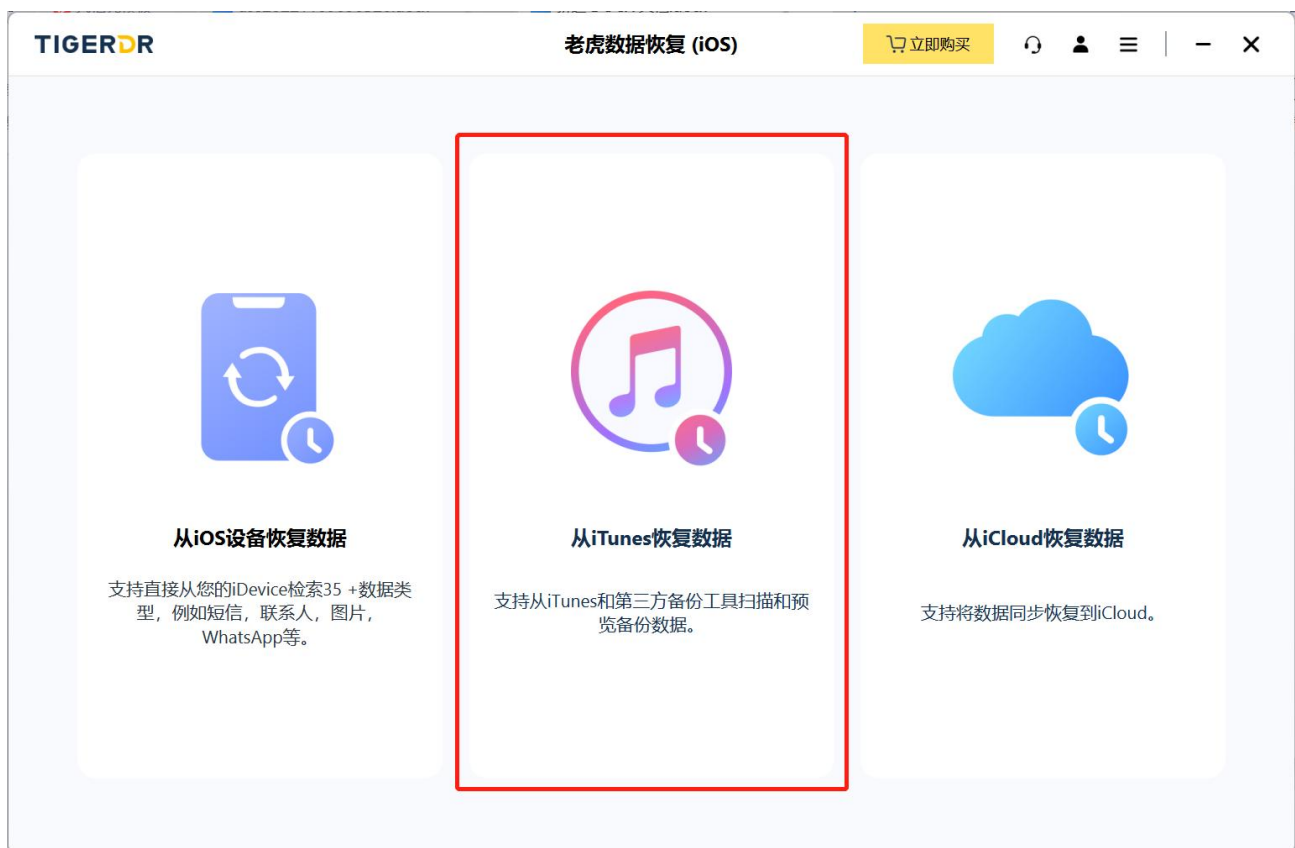 TIGERDR
老虎数据恢复 (iOS)
立即购买
从iOS设备恢复数据
支持直接从您的iDevice检索35 +数据类
型，例如短信，联系人，图片，
WhatsApp等。
从iTunes恢复数据
支持从iTunes和第三方备份工具扫描和预
览备份数据。
从iCloud恢复数据
支持将数据同步恢复到iCloud。